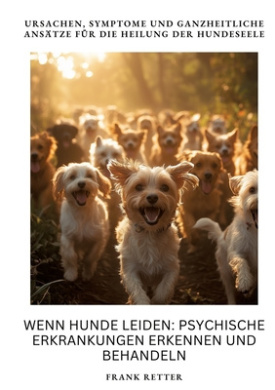 URSACHEN, SYMPTOME UND GANZHEITLICHE
ANSÄTZE FÜR DIE HEILUNG DER HUNDESEELE
WENN HUNDE LEIDEN: PSYCHISCHE
ERKRANKUNGEN ERKENNEN UND
BEHANDELN
FRANK RETTER